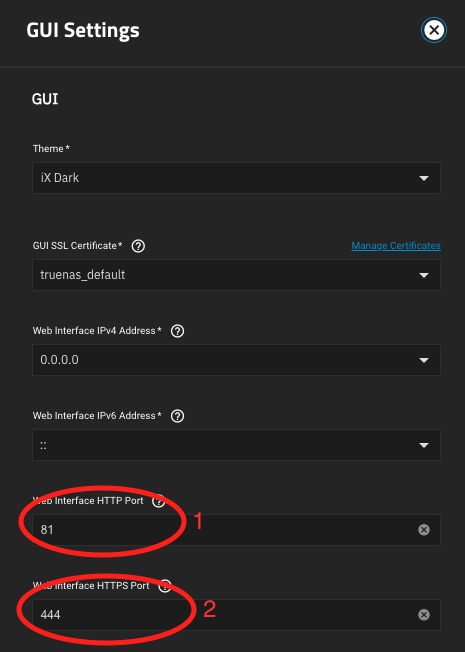 GUI Settings
GUI
Theme *
iX Dark
GUI SSL Certificate * Manage Certificates
truenas_default
Web Interface IPv4 Address *
0.0.0.0
Web Interface IPv6 Address *
::
Web Interface HTTP Port
81 1
Web Interface HTTPS Port
444 2